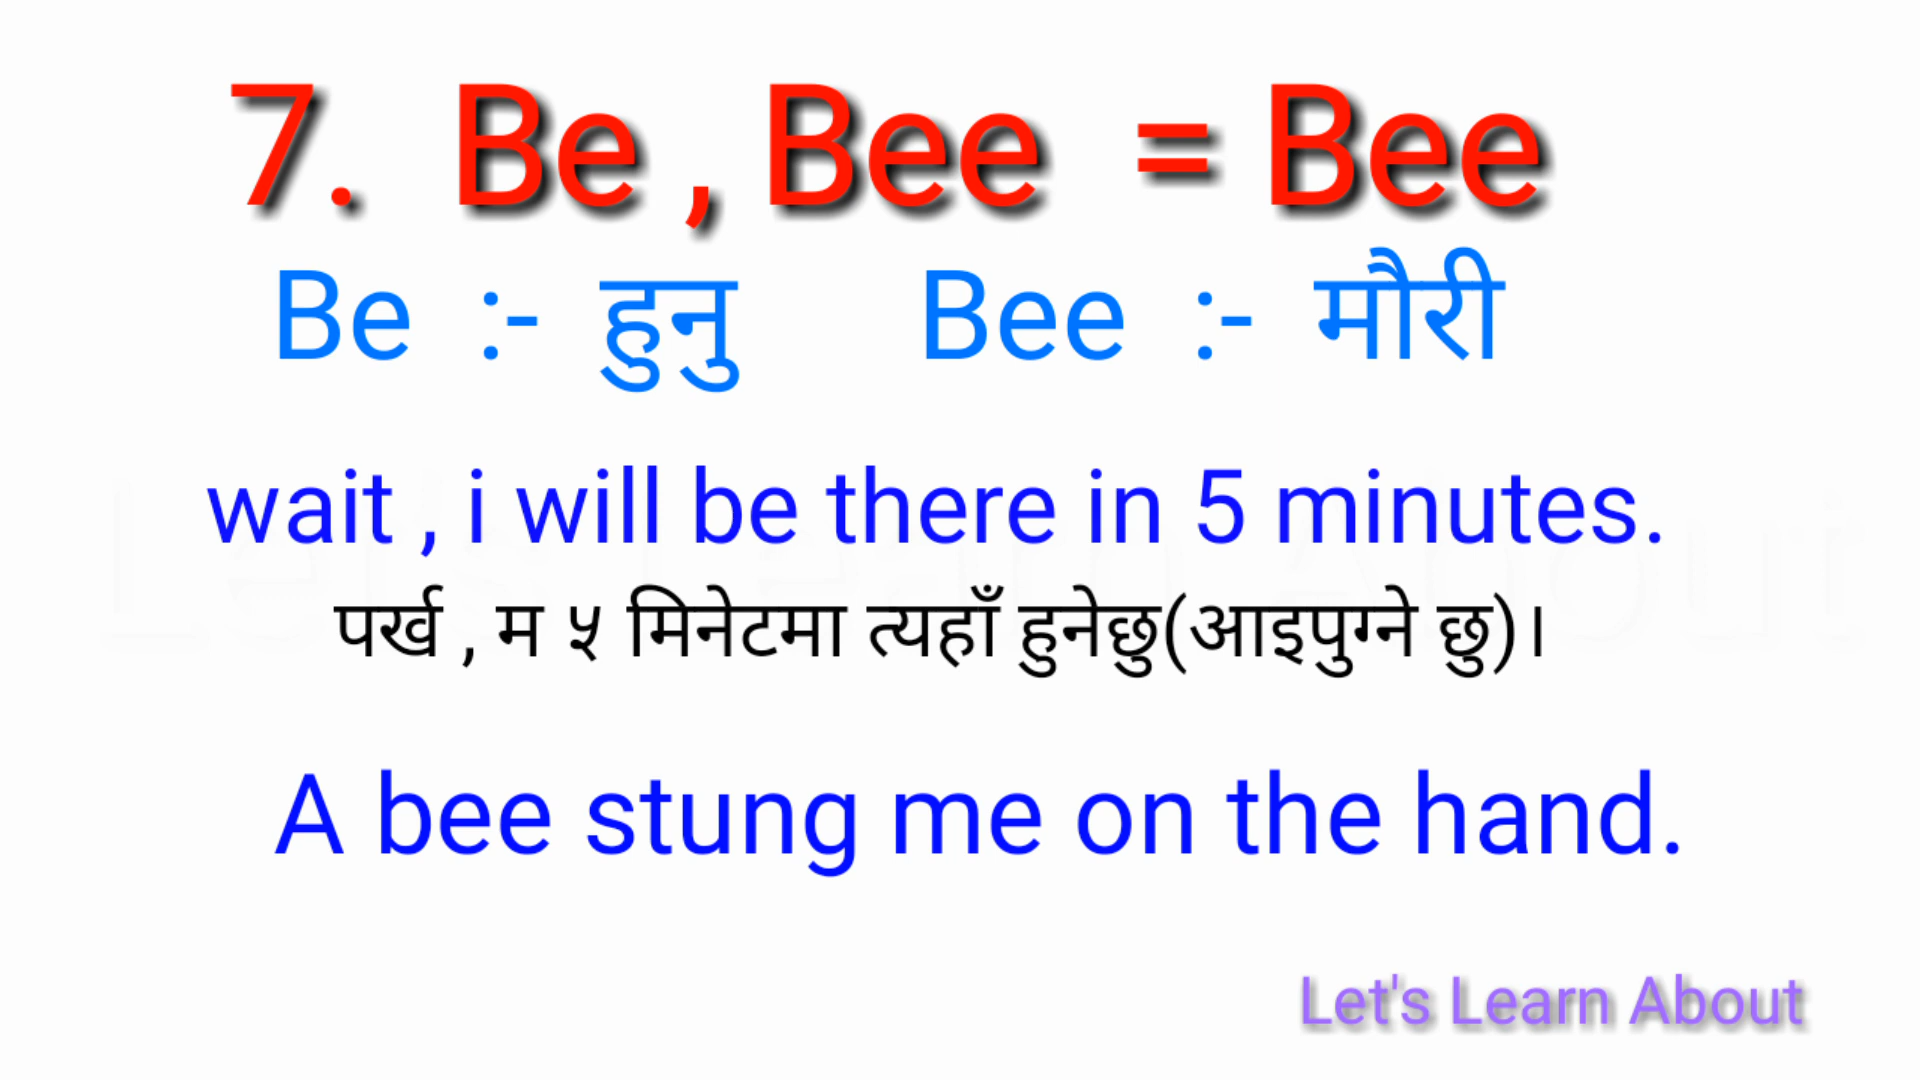 7. Be , Bee = Bee
Be :- हुनु Bee :- मौरी
wait , i will be there in 5 minutes.
पर्ख , म ५ मिनेटमा त्यहाँ हुनेछु(आइपुग्ने छु)।
A bee stung me on the hand.
Let's Learn About